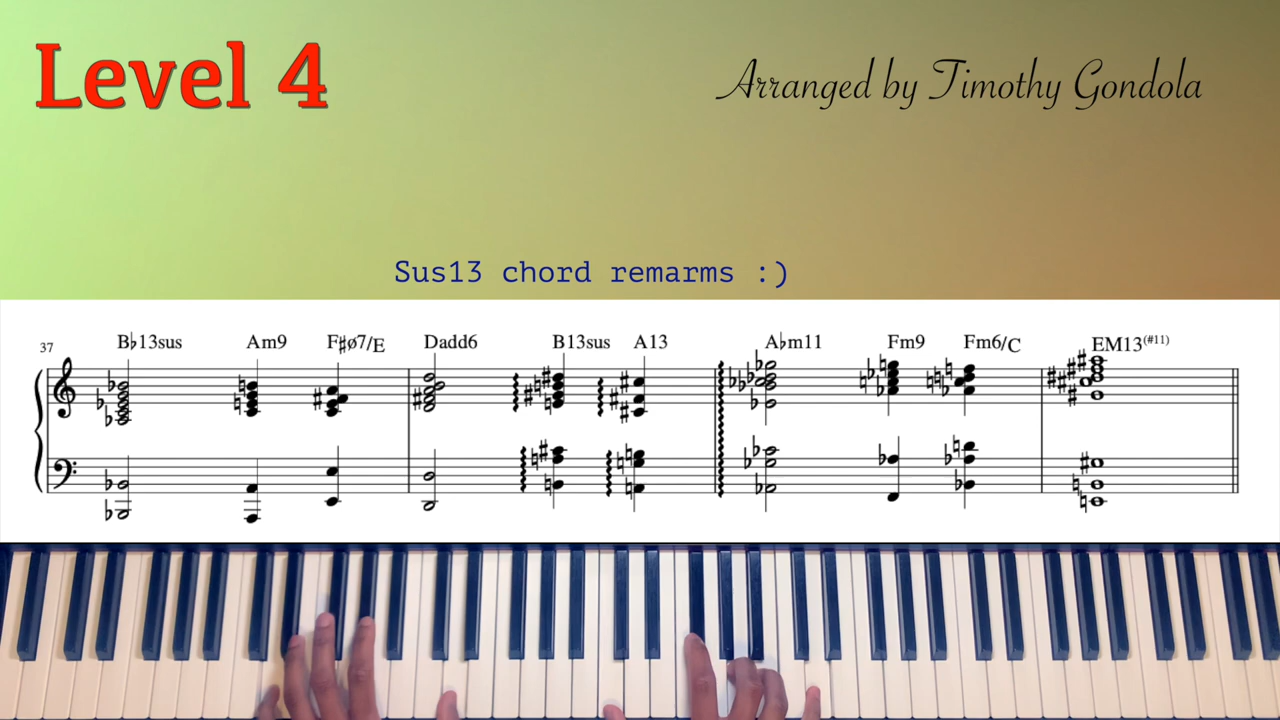 Level 4
Arranged by Timothy Gondola
Sus13 chord remarms :)
37 B♭13sus Am9 F#ø7/E Dadd6 B13sus A13 A♭m11 Fm9 Fm6/C EM13(#11)